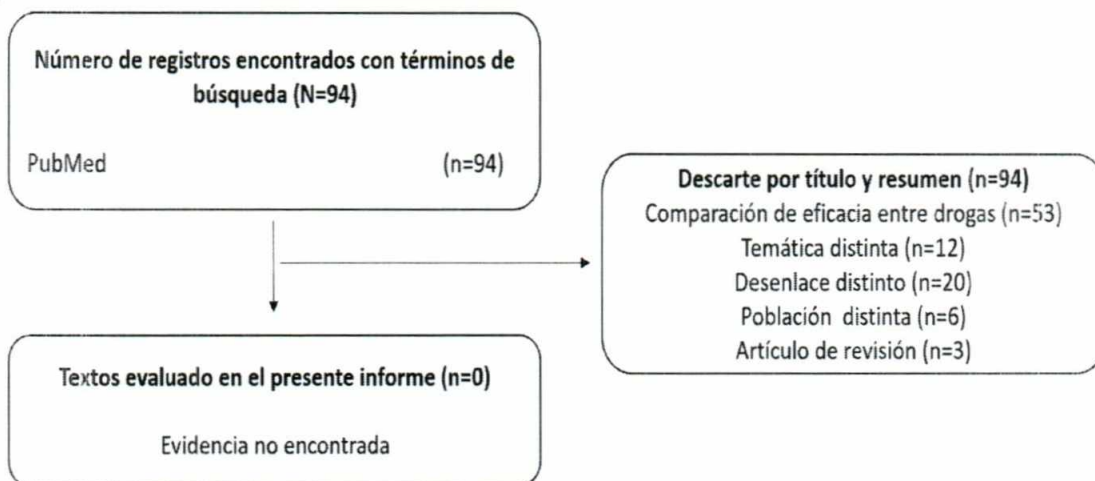 Número de registros encontrados con términos de
búsqueda (N=94)
PubMed (n=94)
Descarte por título y resumen (n=94)
Comparación de eficacia entre drogas (n=53)
Temática distinta (n=12)
Desenlace distinto (n=20)
Población distinta (n=6)
Artículo de revisión (n=3)
Textos evaluado en el presente informe (n=0)
Evidencia no encontrada